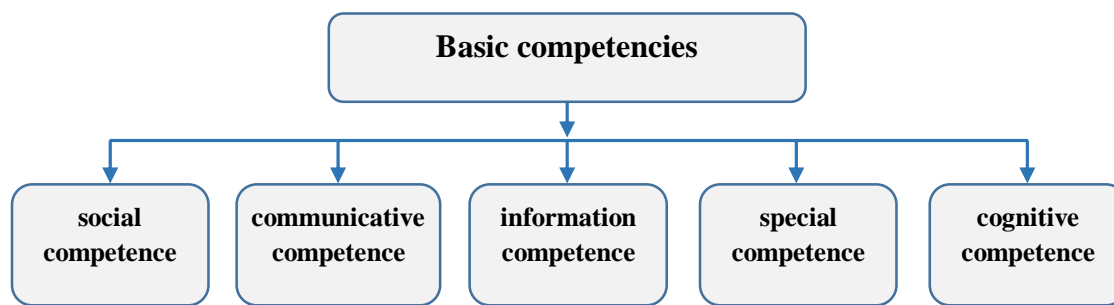 Basic competencies
social
competence
communicative
competence
information
competence
special
competence
cognitive
competence